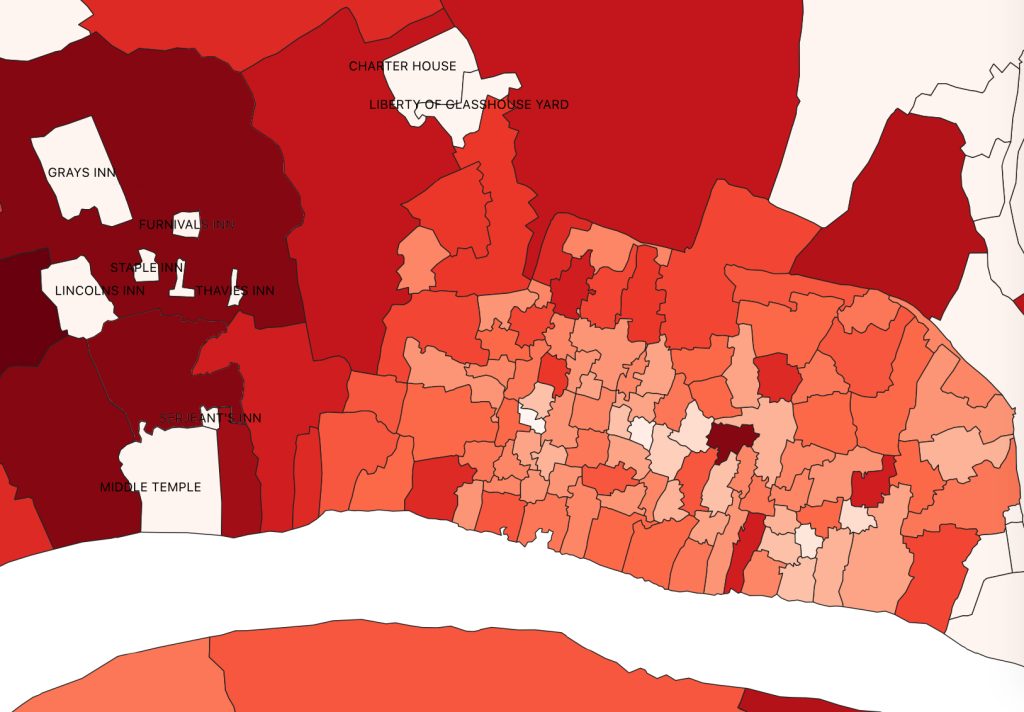 CHARTER HOUSE
LIBERTY OF GLASSHOUSE YARD
GRAYS INN
FURNIVALS INN
STAPLE INN
LINCOLNS INN
THAVIES INN
SERJEANT'S INN
MIDDLE TEMPLE